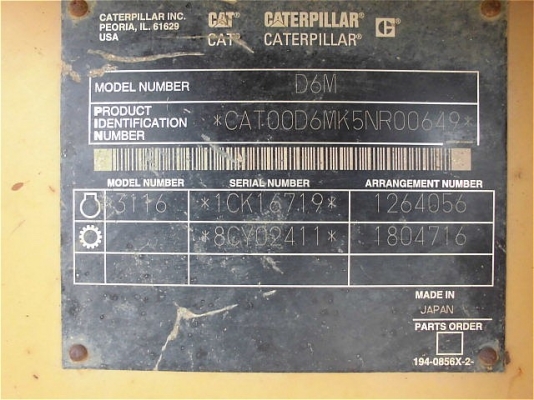 CATERPILLAR INC. CAT® CATERPILLAR® C
PEORIA, IL. 61629 CAT® CATERPILLAR®
USA
MODEL NUMBER D6M
PRODUCT
IDENTIFICATION *CAT00D6MK5NR00649*
NUMBER
MODEL NUMBER SERIAL NUMBER ARRANGEMENT NUMBER
*3116 *1CK16719* 1264056
*8CY02411* 1804716
MADE IN
JAPAN
PARTS ORDER
194-0856X-2-